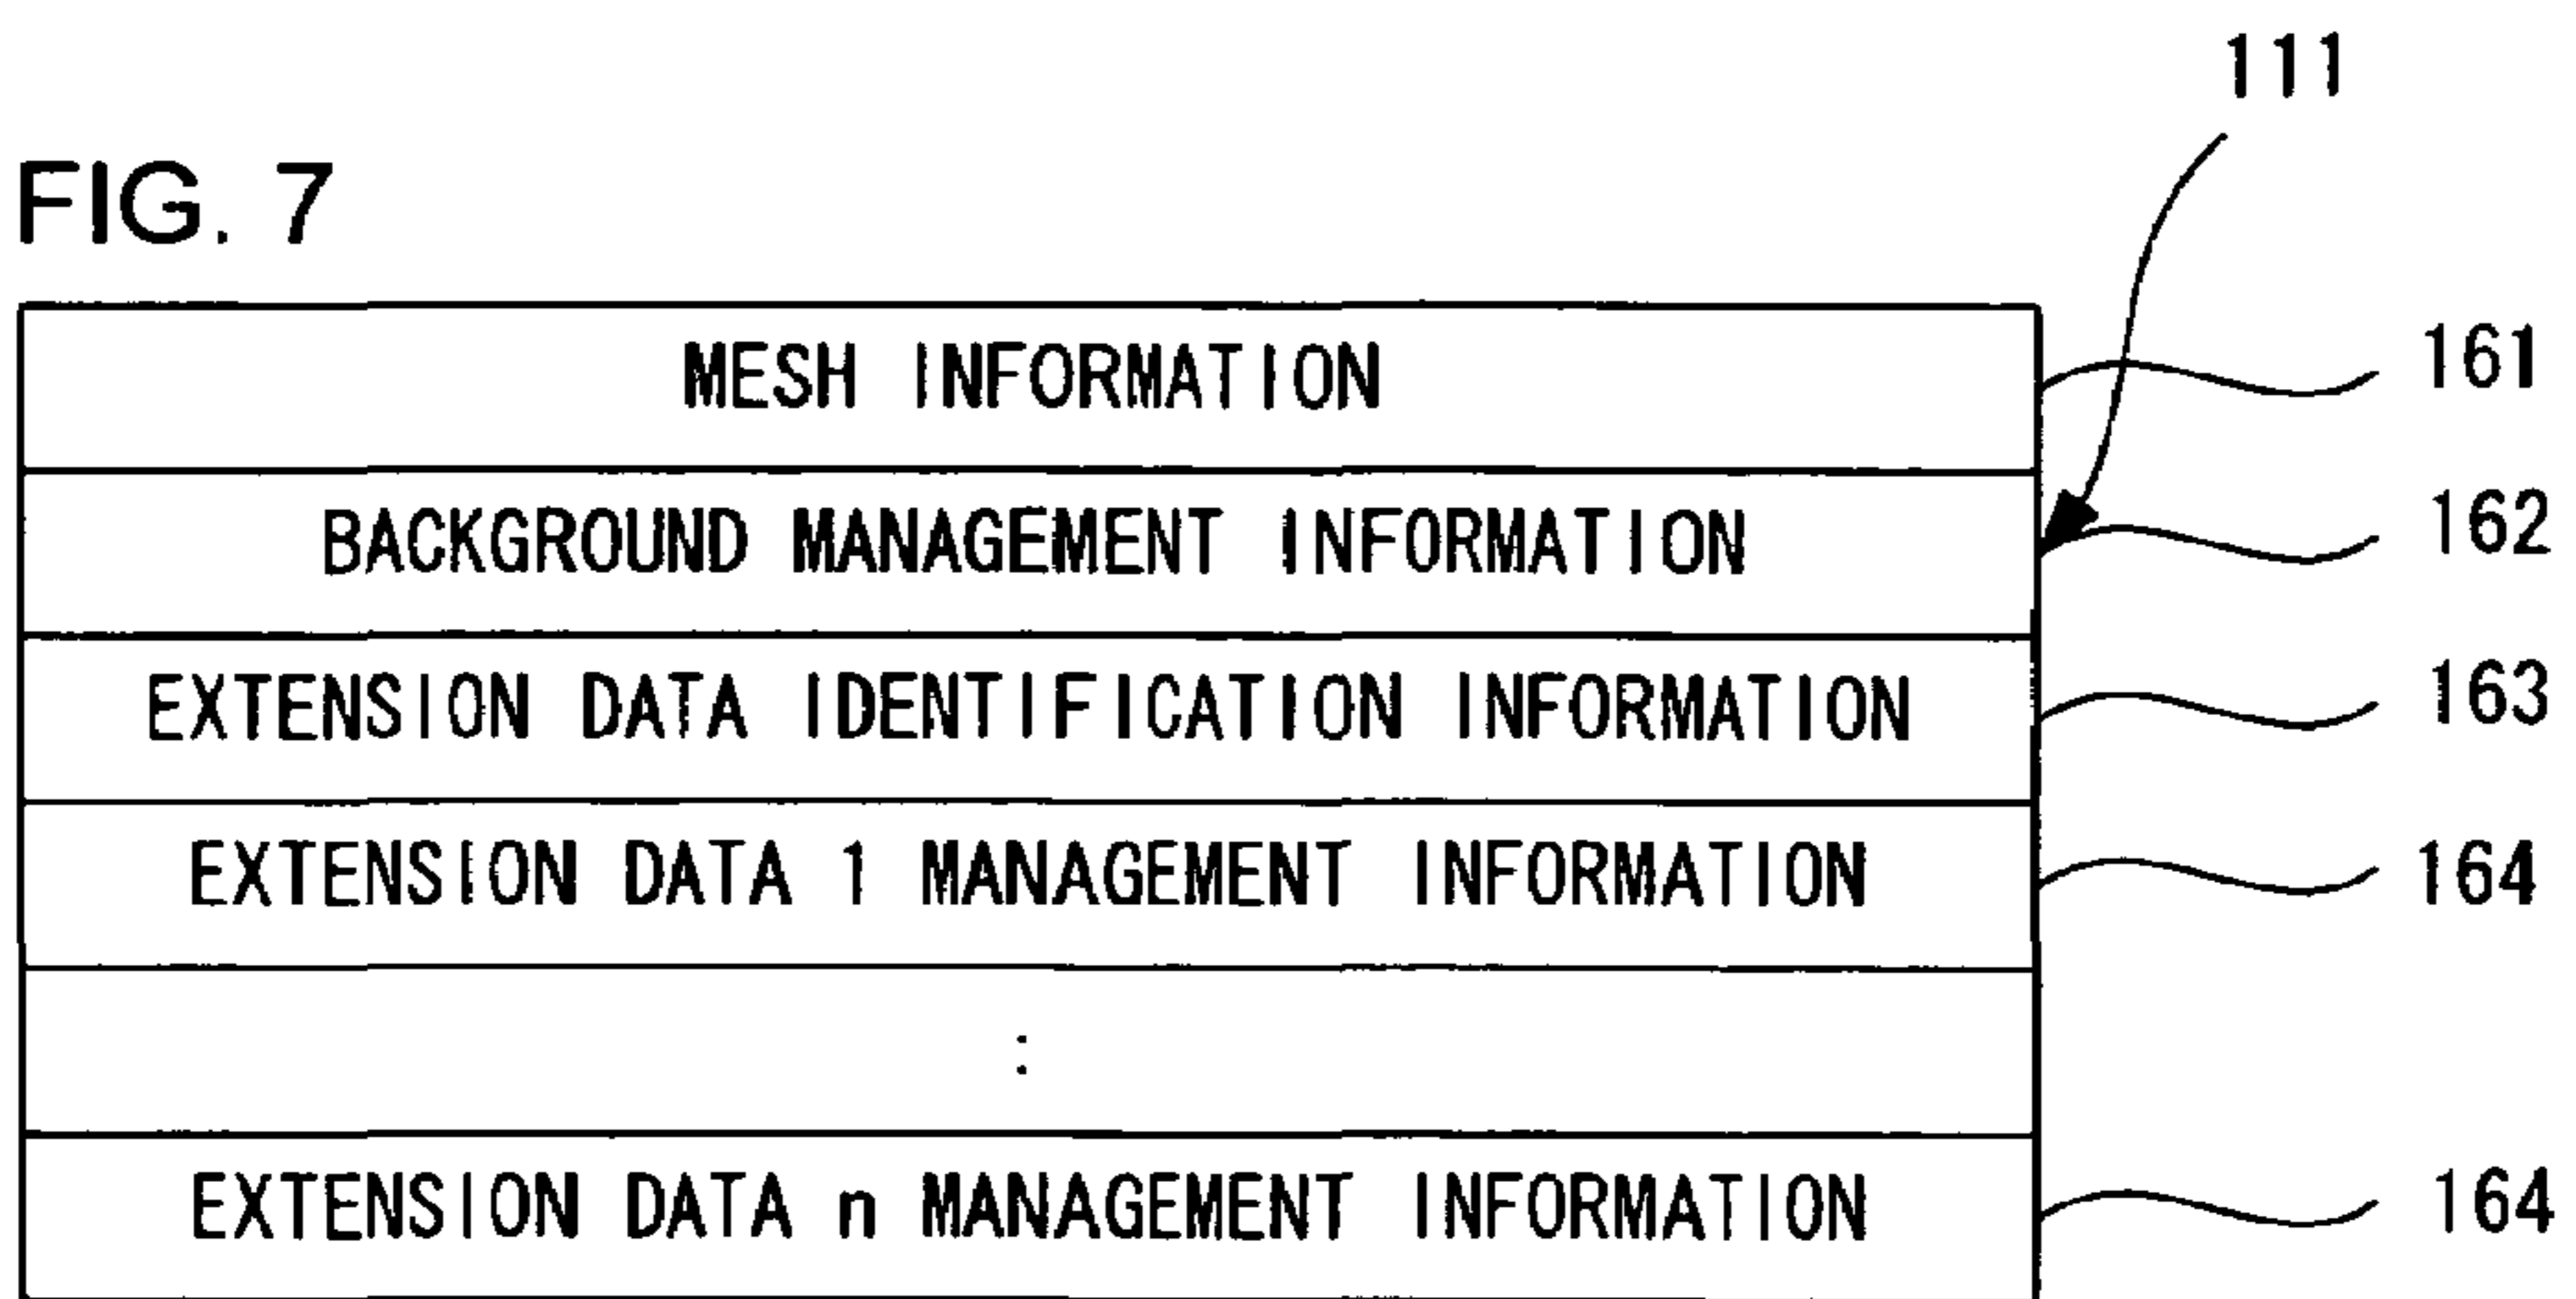 111
FIG. 7
MESH INFORMATION 161
BACKGROUND MANAGEMENT INFORMATION 162
EXTENSION DATA IDENTIFICATION INFORMATION 163
EXTENSION DATA 1 MANAGEMENT INFORMATION 164
:
EXTENSION DATA n MANAGEMENT INFORMATION 164